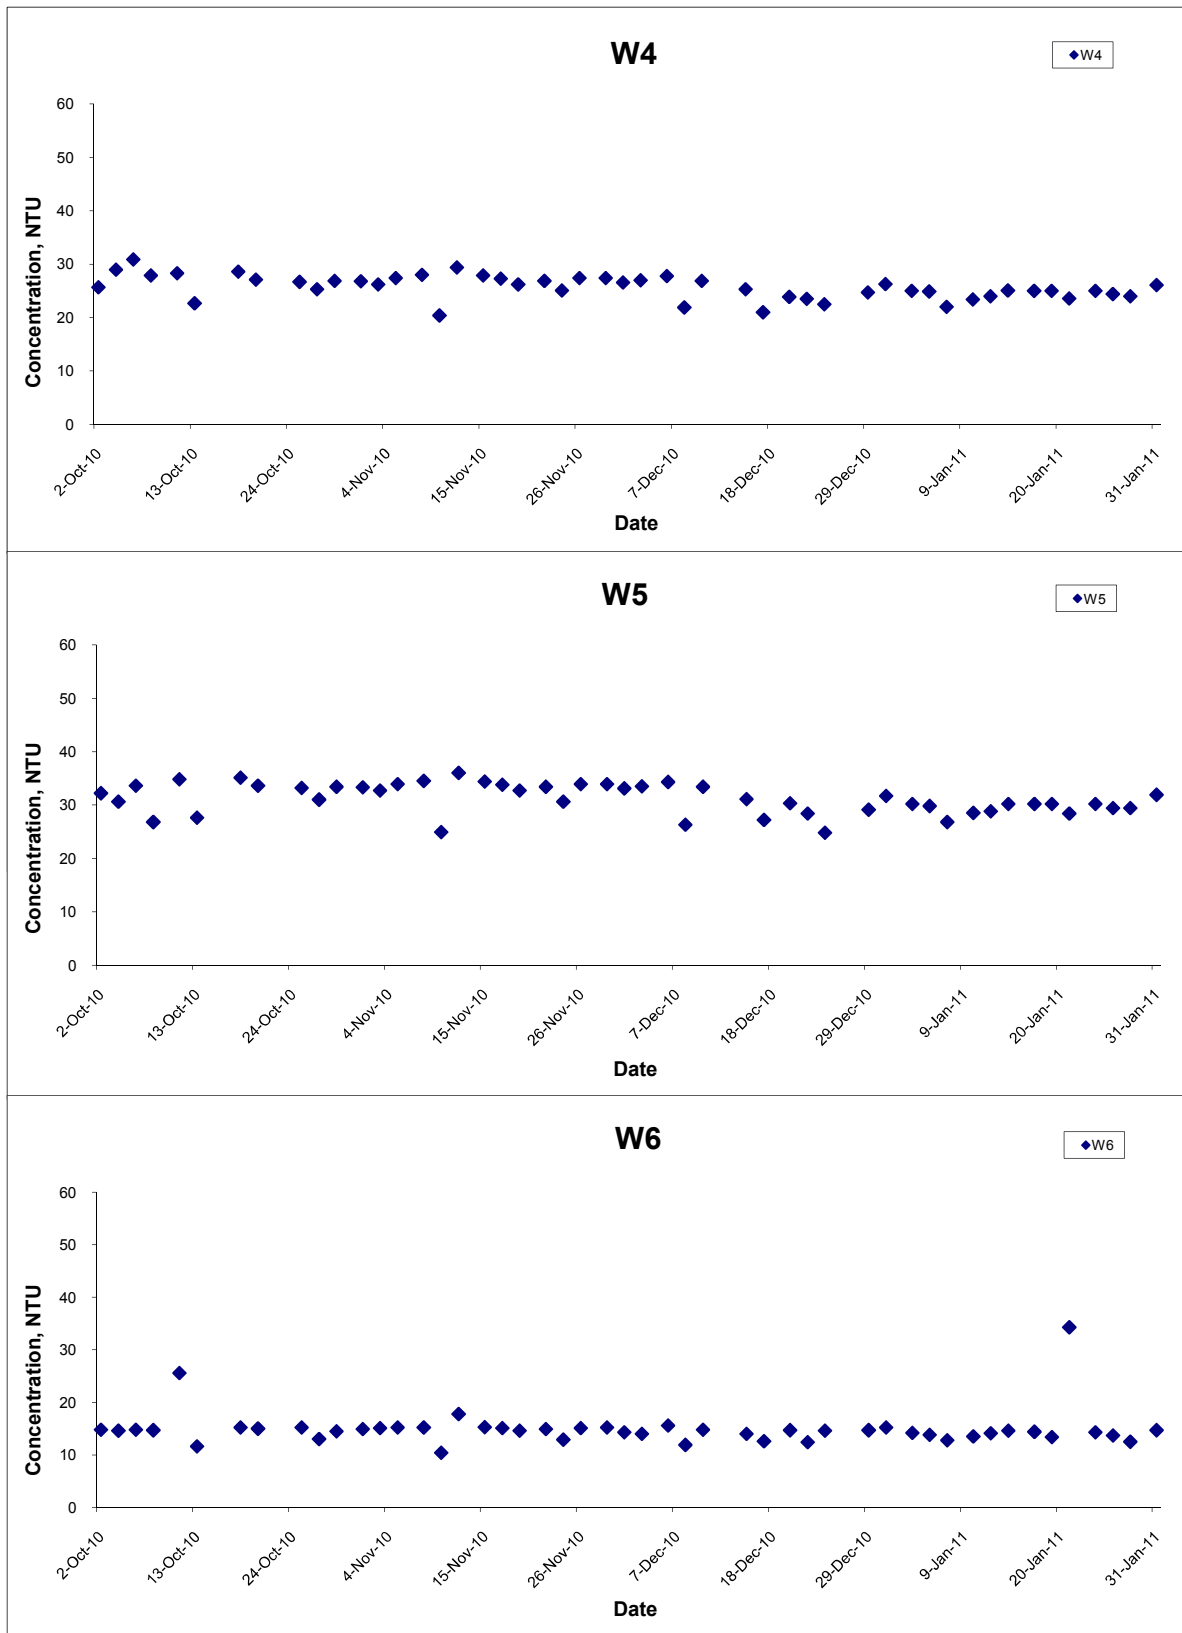 W4
W4
60
50
40
30
20
10
0
Concentration, NTU
2-Oct-10
13-Oct-10
24-Oct-10
4-Nov-10
15-Nov-10
26-Nov-10
7-Dec-10
18-Dec-10
29-Dec-10
9-Jan-11
20-Jan-11
31-Jan-11
Date
W5
W5
60
50
40
30
20
10
0
Concentration, NTU
2-Oct-10
13-Oct-10
24-Oct-10
4-Nov-10
15-Nov-10
26-Nov-10
7-Dec-10
18-Dec-10
29-Dec-10
9-Jan-11
20-Jan-11
31-Jan-11
Date
W6
W6
60
50
40
30
20
10
0
Concentration, NTU
2-Oct-10
13-Oct-10
24-Oct-10
4-Nov-10
15-Nov-10
26-Nov-10
7-Dec-10
18-Dec-10
29-Dec-10
9-Jan-11
20-Jan-11
31-Jan-11
Date